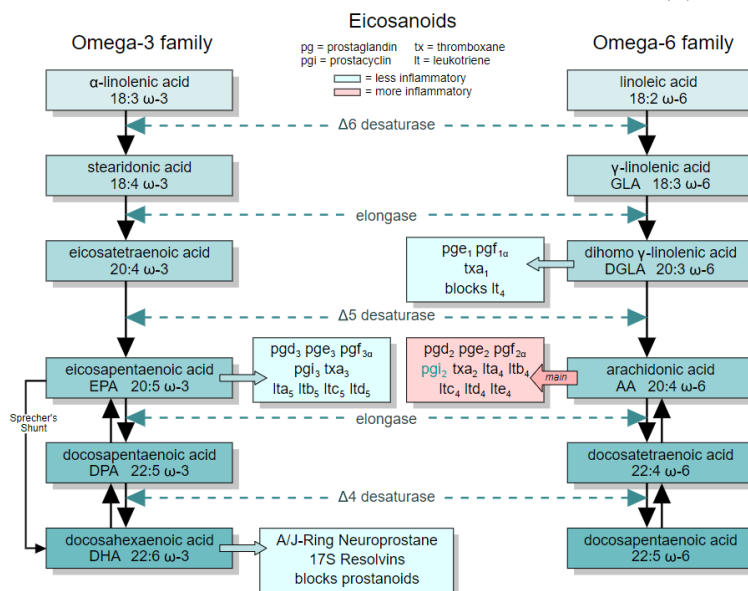 Eicosanoids
Omega-3 family
Omega-6 family
pg = prostaglandin tx = thromboxane
pgi = prostacyclin lt = leukotriene
= less inflammatory
= more inflammatory
α-linolenic acid
18:3 ω-3
linoleic acid
18:2 ω-6
Δ6 desaturase
stearidonic acid
18:4 ω-3
γ-linolenic acid
GLA 18:3 ω-6
elongase
eicosatetraenoic acid
20:4 ω-3
pge₁ pgf₁α
txa₁
blocks lt₄
dihomo γ-linolenic acid
DGLA 20:3 ω-6
Δ5 desaturase
eicosapentaenoic acid
EPA 20:5 ω-3
pgd₃ pge₃ pgf₃α
pgi₃ txa₃
lta₅ ltb₅ ltc₅ ltd₅
pgd₂ pge₂ pgf₂α
pgi₂ txa₂ lta₄ ltb₄
ltc₄ ltd₄ lte₄
main
arachidonic acid
AA 20:4 ω-6
Sprecher's
Shunt
elongase
docosapentaenoic acid
DPA 22:5 ω-3
docosatetraenoic acid
22:4 ω-6
Δ4 desaturase
docosahexaenoic acid
DHA 22:6 ω-3
A/J-Ring Neuroprostane
17S Resolvins
blocks prostanoids
docosapentaenoic acid
22:5 ω-6